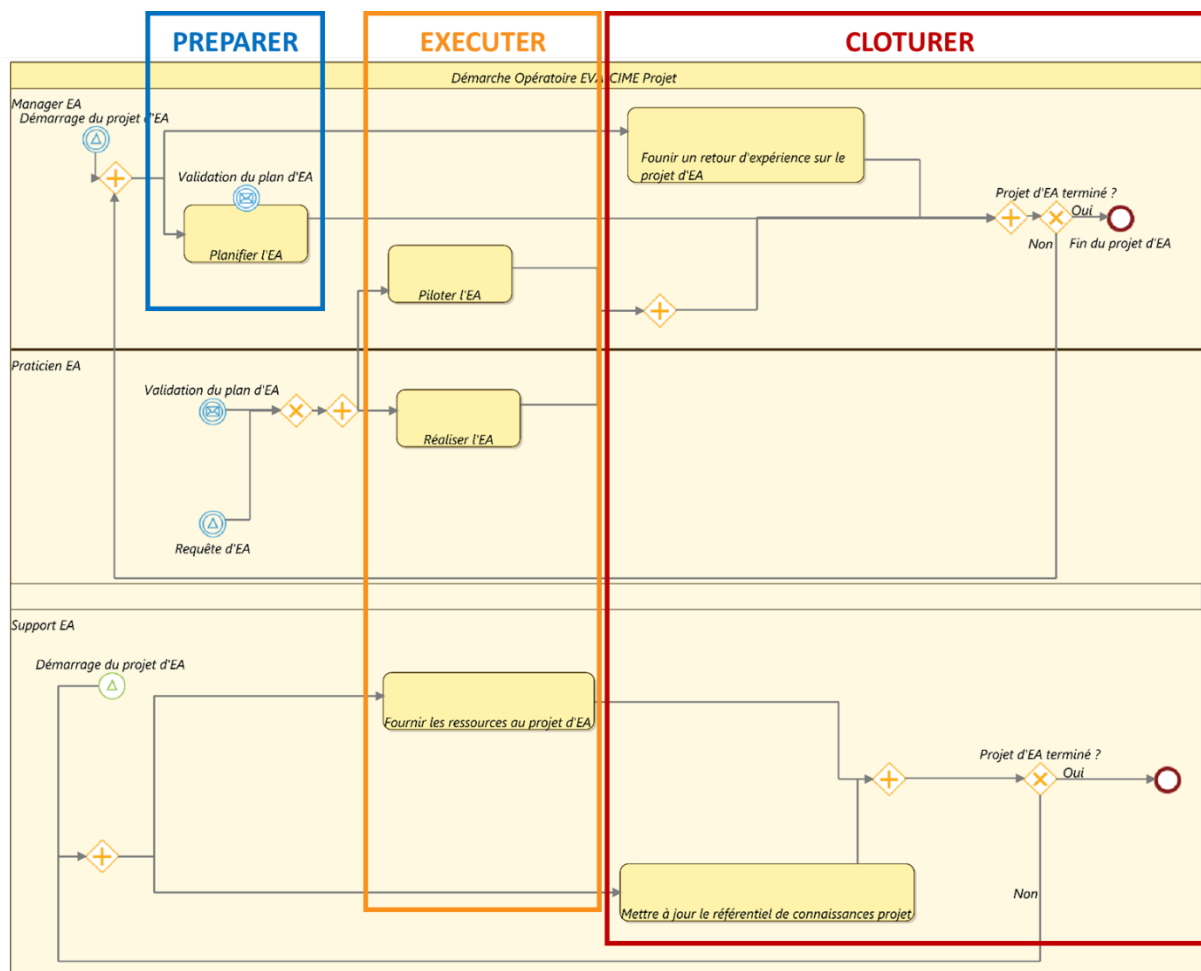 PREPARER
EXECUTER
CLOTURER
Démarche Opératoire EVA CIME Projet
Manager EA
Démarrage du projet d'EA
Validation du plan d'EA
Planifier l'EA
Founir un retour d'expérience sur le
projet d'EA
Projet d'EA terminé ?
Oui
Non
Fin du projet d'EA
Piloter l'EA
Praticien EA
Validation du plan d'EA
Réaliser l'EA
Requête d'EA
Support EA
Démarrage du projet d'EA
Fournir les ressources au projet d'EA
Projet d'EA terminé ?
Oui
Non
Mettre à jour le référentiel de connaissances projet